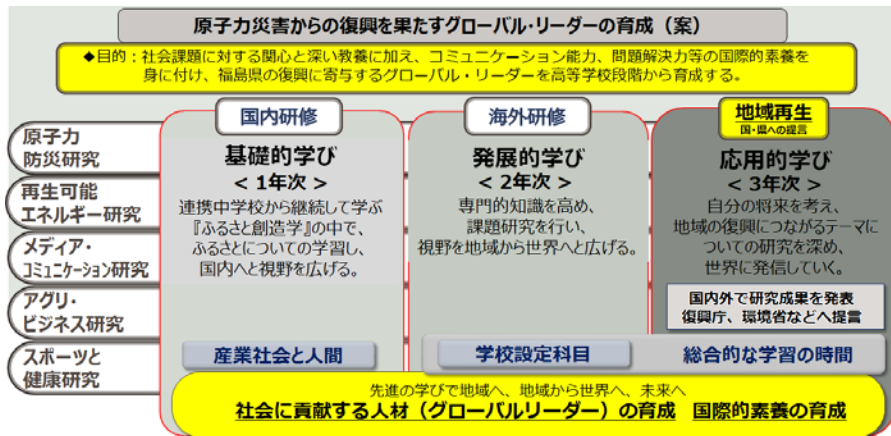 原子力災害からの復興を果たすグローバル・リーダーの育成（案）
◆目的：社会課題に対する関心と深い教養に加え、コミュニケーション能力、問題解決力等の国際的素養を
身に付け、福島県の復興に寄与するグローバル・リーダーを高等学校段階から育成する。
原子力
防災研究
再生可能
エネルギー研究
メディア・
コミュニケーション研究
アグリ・
ビジネス研究
スポーツと
健康研究
国内研修
基礎的学び
＜1年次＞
連携中学校から継続して学ぶ
『ふるさと創造学』の中で、
ふるさとについての学習し、
国内へと視野を広げる。
産業社会と人間
海外研修
発展的学び
＜2年次＞
専門的知識を高め、
課題研究を行い、
視野を地域から世界へと広げる。
学校設定科目
地域再生
国・県への提言
応用的学び
＜3年次＞
自分の将来を考え、
地域の復興につながるテーマに
ついての研究を深め、
世界に発信していく。
国内外で研究成果を発表
復興庁、環境省などへ提言
総合的な学習の時間
先進の学びで地域へ、地域から世界へ、未来へ
社会に貢献する人材（グローバルリーダー）の育成 国際的素養の育成